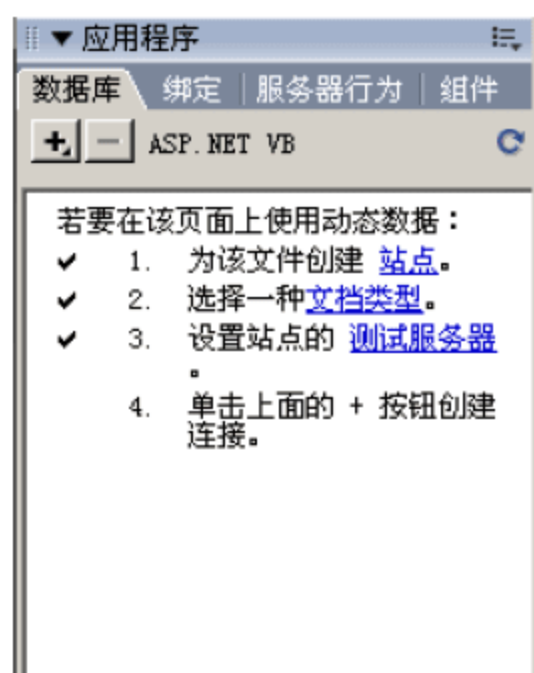 ▼ 应用程序
数据库 绑定 服务器行为 组件
+ - ASP.NET VB
若要在该页面上使用动态数据：
✔ 1. 为该文件创建 站点。
✔ 2. 选择一种文档类型。
✔ 3. 设置站点的 测试服务器
。
4. 单击上面的 + 按钮创建
连接。